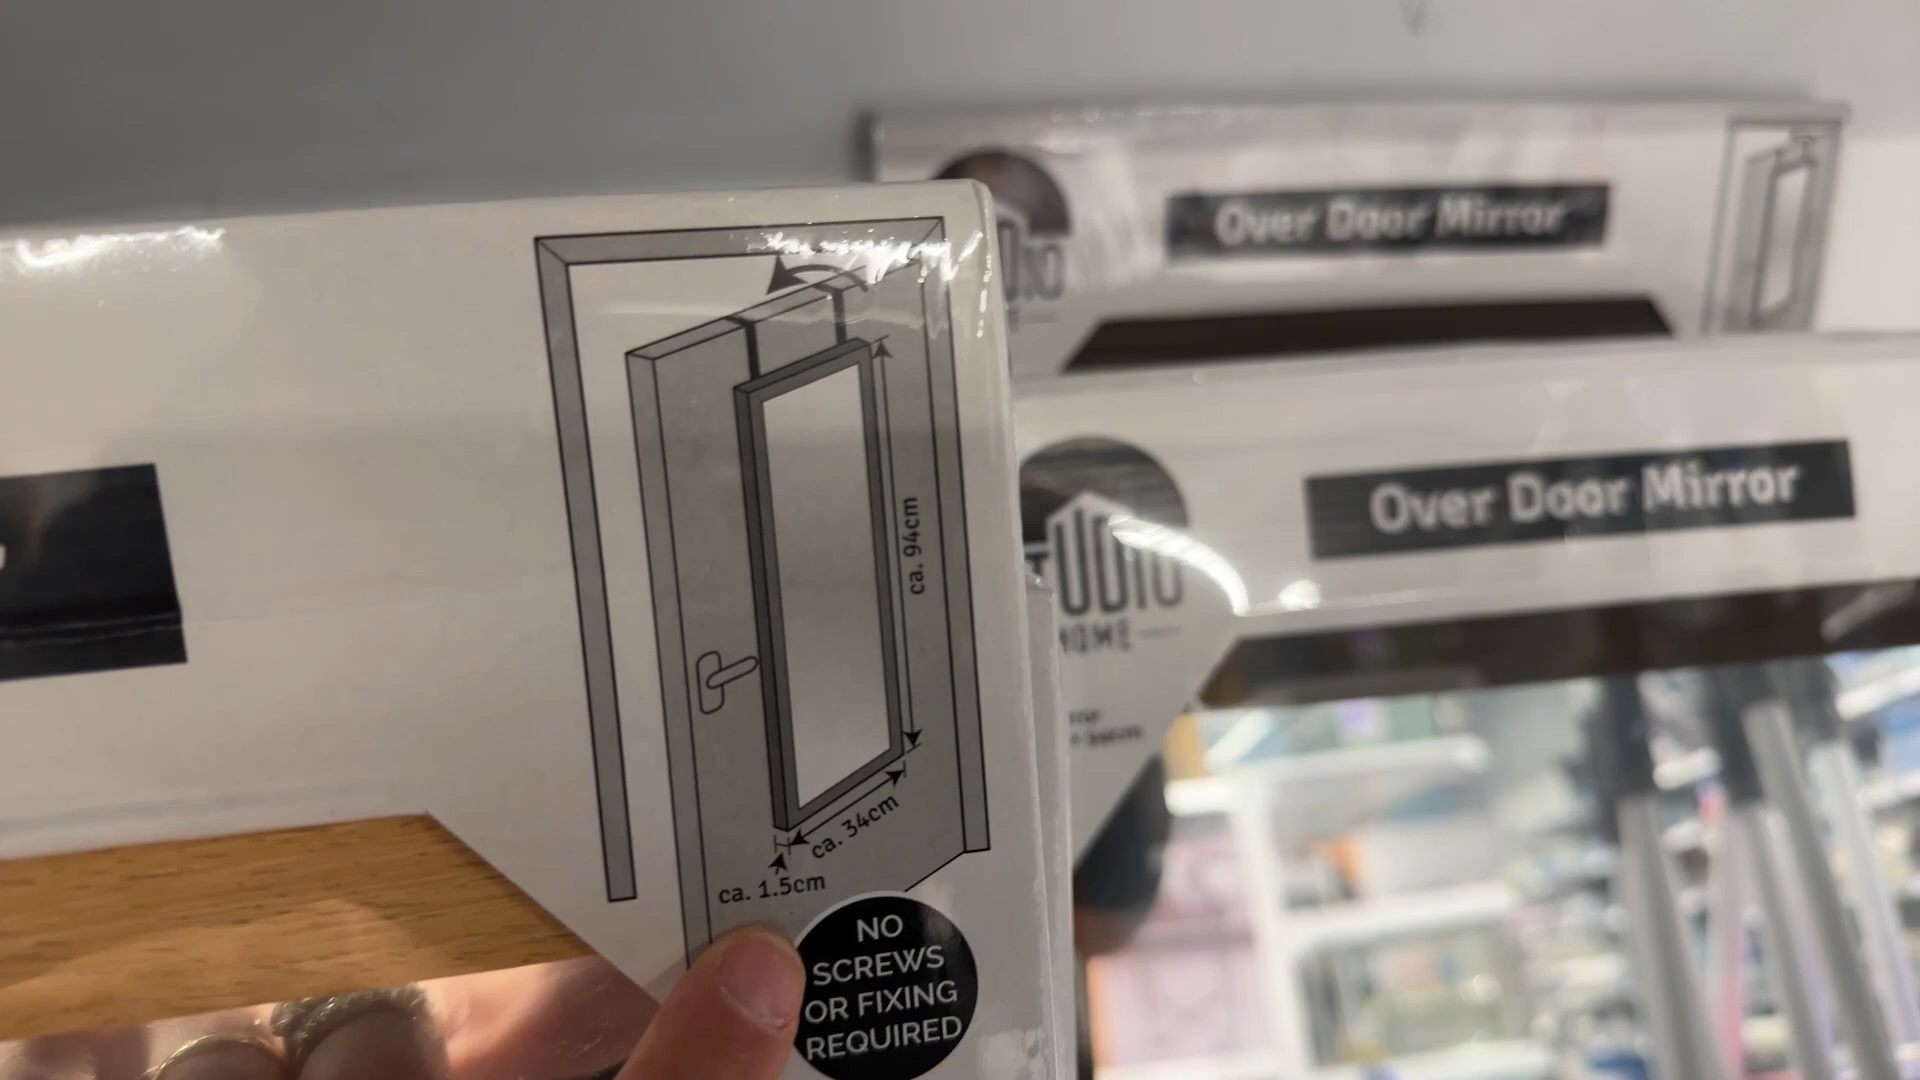 Over Door Mirror
Over Door Mirror
HOME
ca. 94cm
ca. 34cm
ca. 1.5cm
NO
SCREWS
OR FIXING
REQUIRED